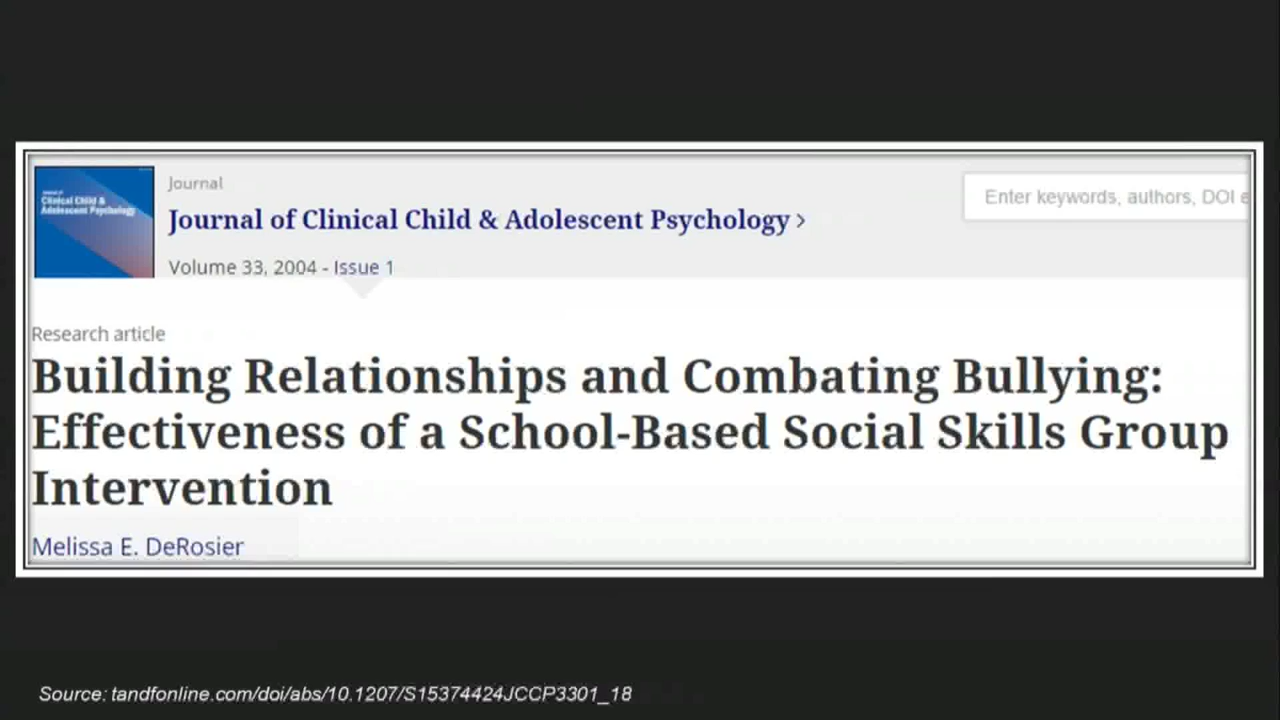 Journal of
Clinical Child &
Adolescent Psychology
Journal
Journal of Clinical Child & Adolescent Psychology >
Enter keywords, authors, DOI e
Volume 33, 2004 - Issue 1
Research article
Building Relationships and Combating Bullying:
Effectiveness of a School-Based Social Skills Group
Intervention
Melissa E. DeRosier
Source: tandfonline.com/doi/abs/10.1207/S15374424JCCP3301_18